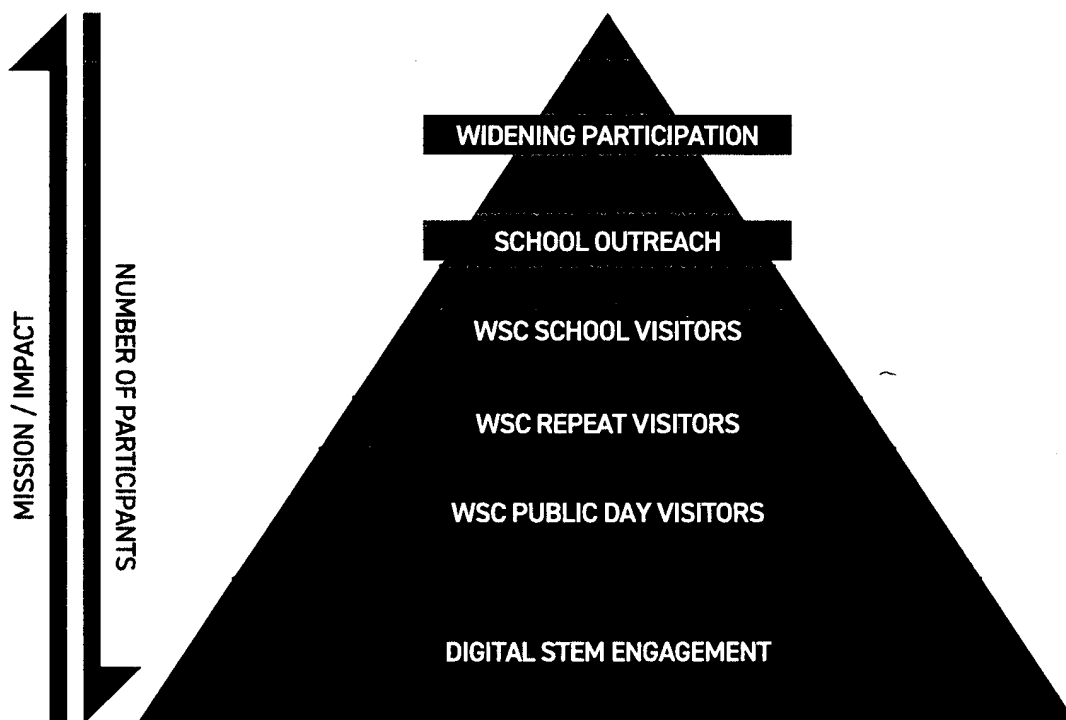 MISSION / IMPACT
NUMBER OF PARTICIPANTS
WIDENING PARTICIPATION
SCHOOL OUTREACH
WSC SCHOOL VISITORS
WSC REPEAT VISITORS
WSC PUBLIC DAY VISITORS
DIGITAL STEM ENGAGEMENT